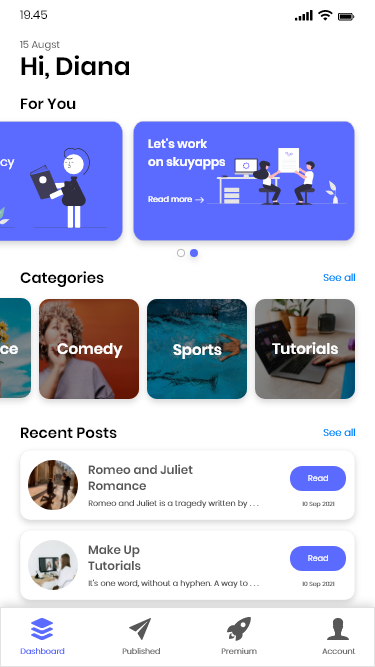 19.45
15 Augst
Hi, Diana
For You
cy
Let's work
on skuyapps
Read more
Categories
See all
ce
Comedy
Sports
Tutorials
Recent Posts
See all
Romeo and Juliet
Romance
Romeo and Juliet is a tragedy written by . . .
Read
10 Sep 2021
Make Up
Tutorials
It's one word, without a hyphen. A way to . . .
Read
10 Sep 2021
Dashboard
Published
Premium
Account